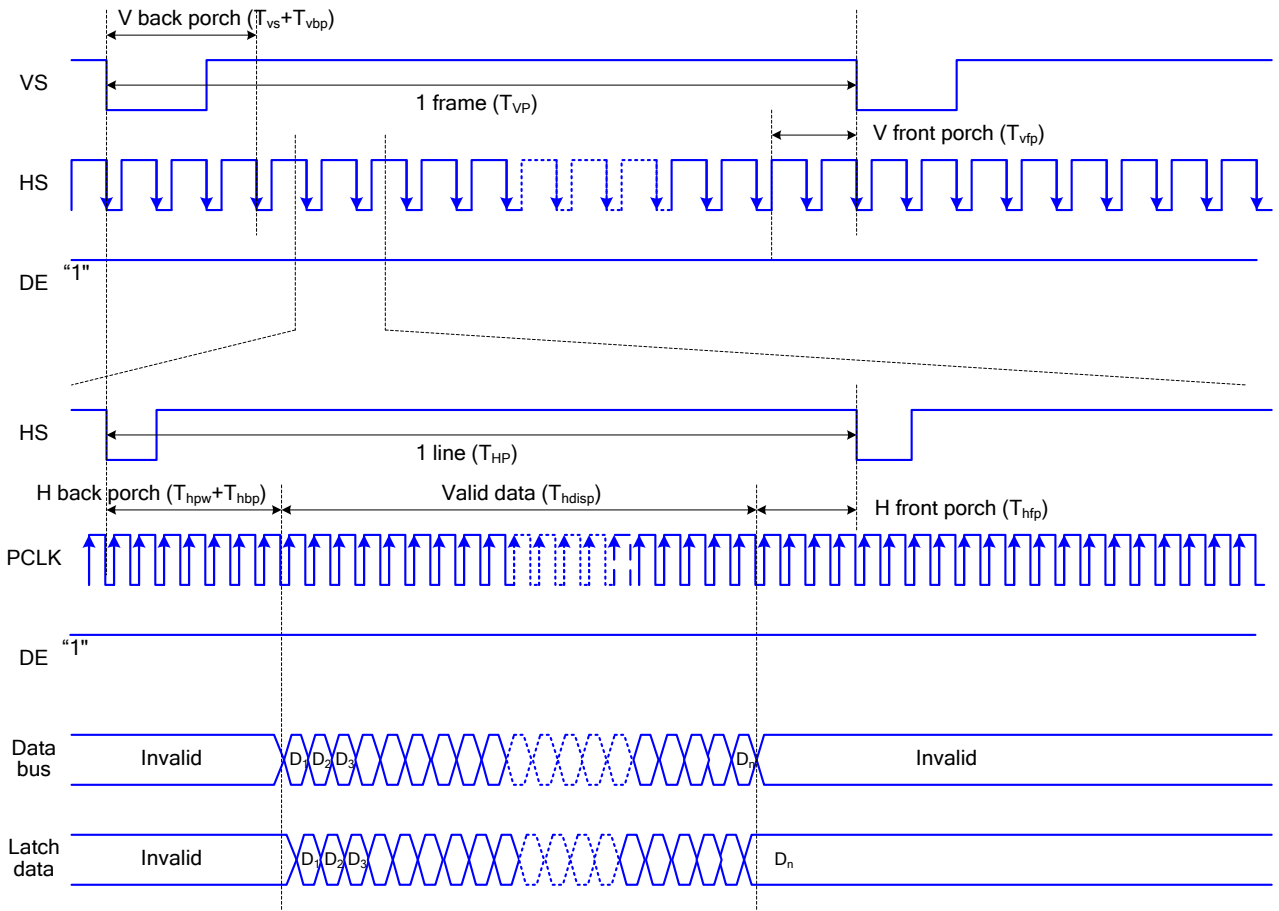 V back porch (Tvs+Tvbp)
VS
1 frame (TVP)
V front porch (Tvfp)
HS
DE “1"
HS
1 line (THP)
H back porch (Thpw+Thbp)
Valid data (Thdisp)
H front porch (Thfp)
PCLK
DE “1"
Data
bus
Invalid
D1 D2 D3
Dn
Invalid
Latch
data
Invalid
D1 D2 D3
Dn